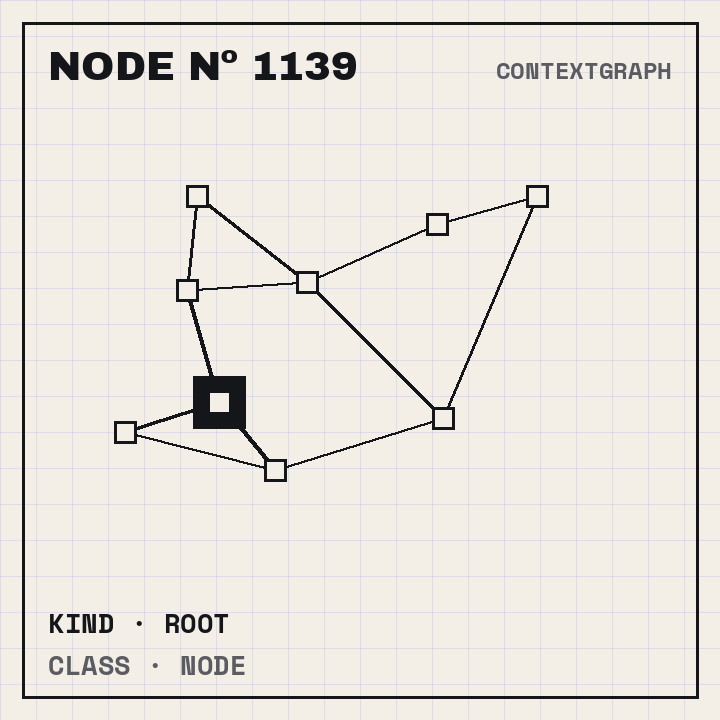 NODE Nº 1139
CONTEXTGRAPH
KIND · ROOT
CLASS · NODE